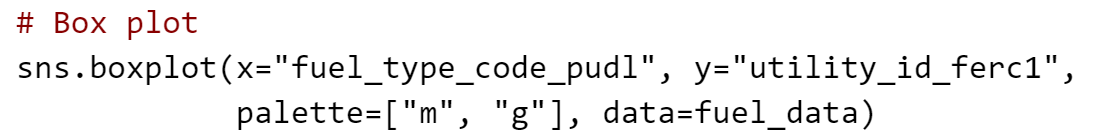 # Box plot
sns.boxplot(x="fuel_type_code_pudl", y="utility_id_ferc1",
            palette=["m", "g"], data=fuel_data)